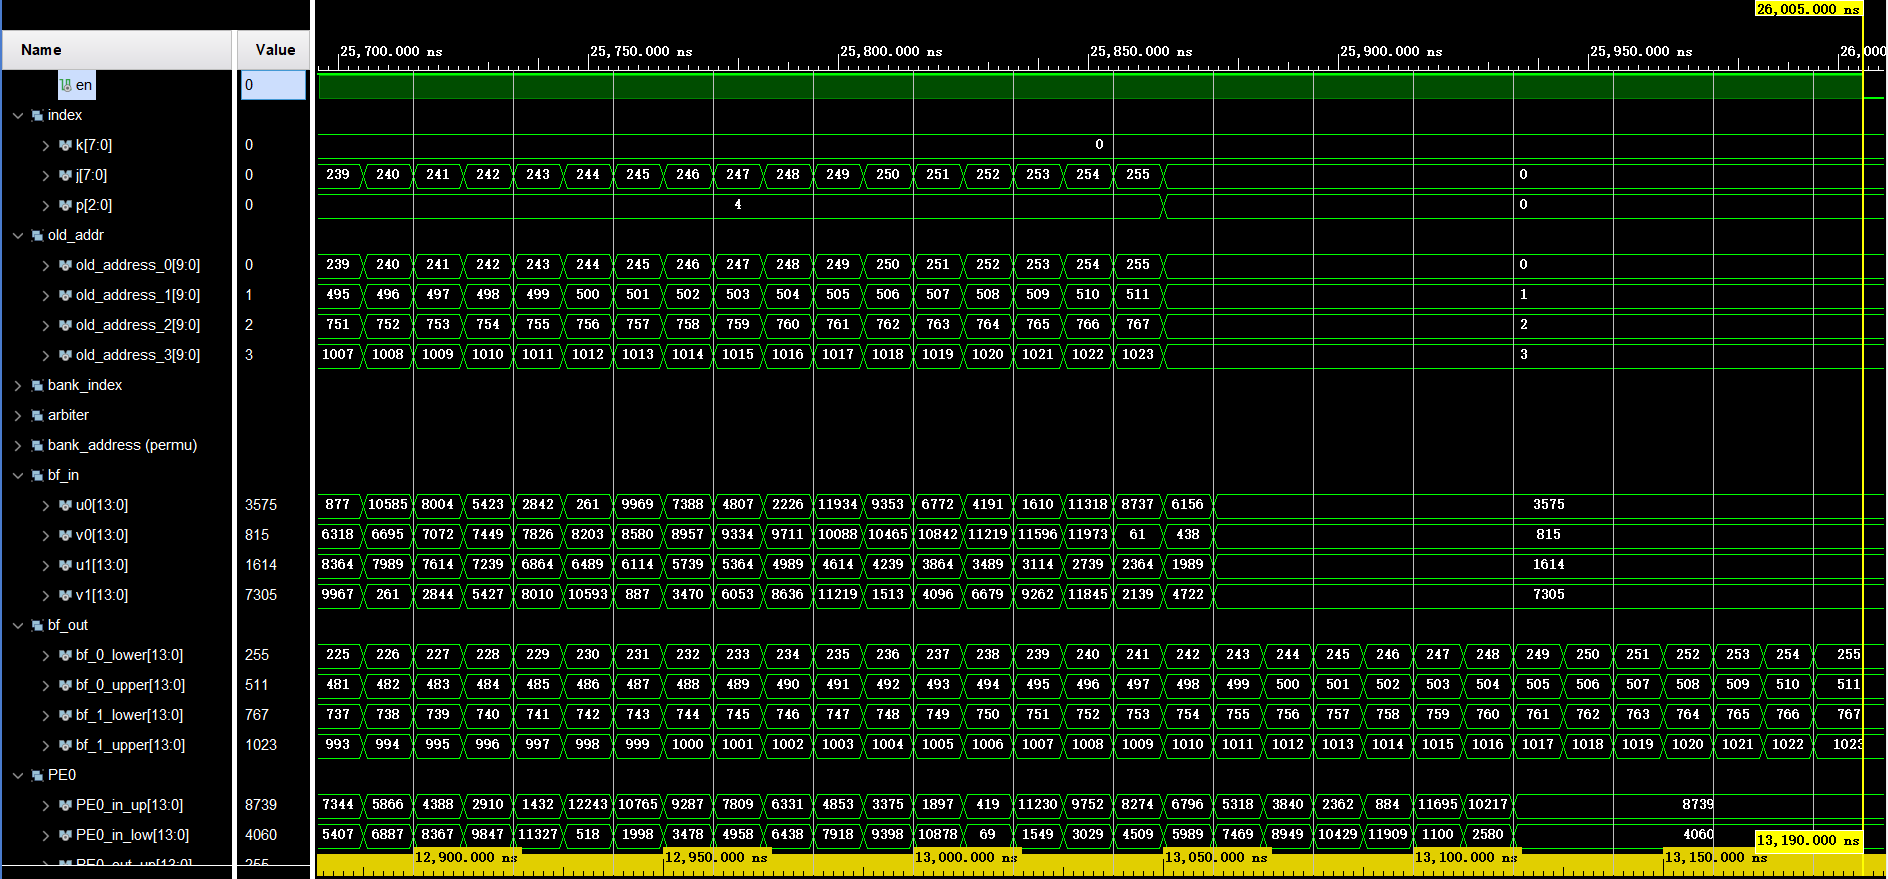 26,005.000 ns
Name Value 25,700.000 ns 25,750.000 ns 25,800.000 ns 25,850.000 ns 25,900.000 ns 25,950.000 ns 26,000
en 0
index
k[7:0] 0 0
j[7:0] 0 239 240 241 242 243 244 245 246 247 248 249 250 251 252 253 254 255 0
p[2:0] 0 4 0
old_addr
old_address_0[9:0] 0 239 240 241 242 243 244 245 246 247 248 249 250 251 252 253 254 255 0
old_address_1[9:0] 1 495 496 497 498 499 500 501 502 503 504 505 506 507 508 509 510 511 1
old_address_2[9:0] 2 751 752 753 754 755 756 757 758 759 760 761 762 763 764 765 766 767 2
old_address_3[9:0] 3 1007 1008 1009 1010 1011 1012 1013 1014 1015 1016 1017 1018 1019 1020 1021 1022 1023 3
bank_index
arbiter
bank_address (permu)
bf_in
u0[13:0] 3575 877 10585 8004 5423 2842 261 9969 7388 4807 2226 11934 9353 6772 4191 1610 11318 8737 6156 3575
v0[13:0] 815 6318 6695 7072 7449 7826 8203 8580 8957 9334 9711 10088 10465 10842 11219 11596 11973 61 438 815
u1[13:0] 1614 8364 7989 7614 7239 6864 6489 6114 5739 5364 4989 4614 4239 3864 3489 3114 2739 2364 1989 1614
v1[13:0] 7305 9967 261 2844 5427 8010 10593 887 3470 6053 8636 11219 1513 4096 6679 9262 11845 2139 4722 7305
bf_out
bf_0_lower[13:0] 255 225 226 227 228 229 230 231 232 233 234 235 236 237 238 239 240 241 242 243 244 245 246 247 248 249 250 251 252 253 254 255
bf_0_upper[13:0] 511 481 482 483 484 485 486 487 488 489 490 491 492 493 494 495 496 497 498 499 500 501 502 503 504 505 506 507 508 509 510 511
bf_1_lower[13:0] 767 737 738 739 740 741 742 743 744 745 746 747 748 749 750 751 752 753 754 755 756 757 758 759 760 761 762 763 764 765 766 767
bf_1_upper[13:0] 1023 993 994 995 996 997 998 999 1000 1001 1002 1003 1004 1005 1006 1007 1008 1009 1010 1011 1012 1013 1014 1015 1016 1017 1018 1019 1020 1021 1022 1023
PE0
PE0_in_up[13:0] 8739 7344 5866 4388 2910 1432 12243 10765 9287 7809 6331 4853 3375 1897 419 11230 9752 8274 6796 5318 3840 2362 884 11695 10217 8739
PE0_in_low[13:0] 4060 5407 6887 8367 9847 11327 518 1998 3478 4958 6438 7918 9398 10878 69 1549 3029 4509 5989 7469 8949 10429 11909 1100 2580 4060
13,190.000 ns
PE0_out_up[13:0] 255 12,900.000 ns 12,950.000 ns 13,000.000 ns 13,050.000 ns 13,100.000 ns 13,150.000 ns